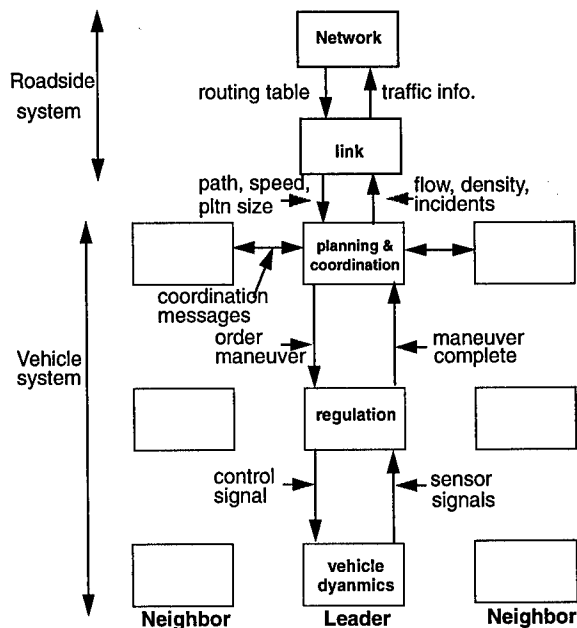 Network
Roadside
system
routing table
traffic info.
link
path, speed,
pltn size
flow, density,
incidents
planning &
coordination
coordination
messages
order
maneuver
maneuver
complete
Vehicle
system
regulation
control
signal
sensor
signals
vehicle
dyanmics
Neighbor
Leader
Neighbor